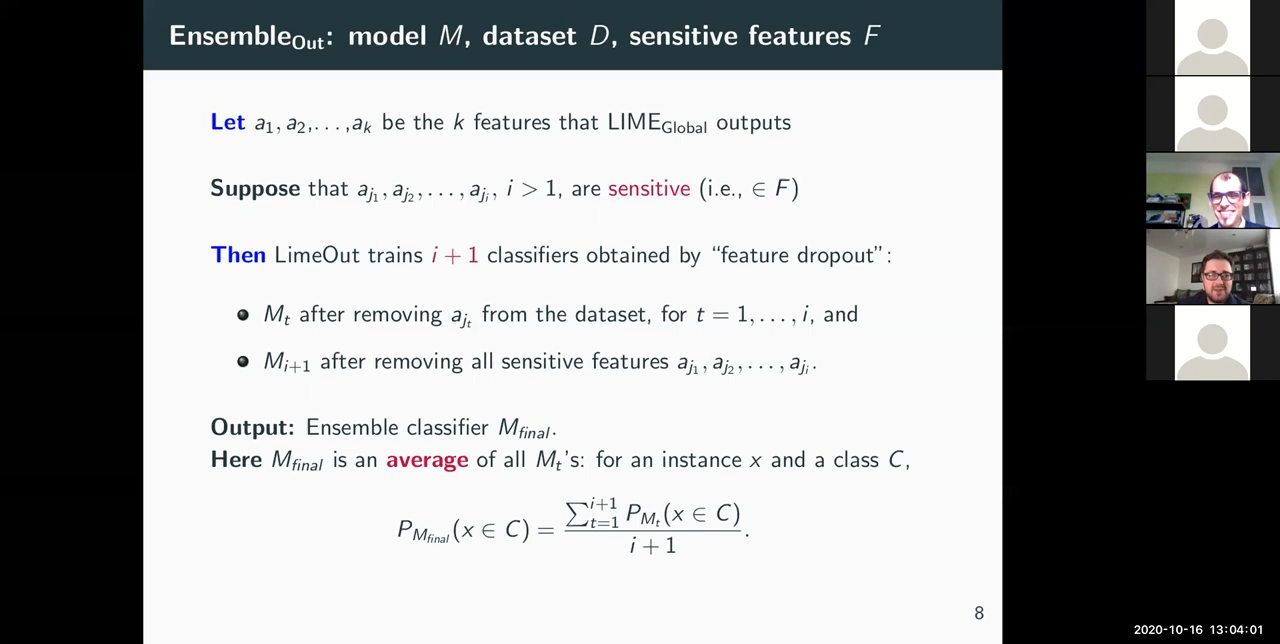 Ensemble_Out: model M, dataset D, sensitive features F
Let a_1, a_2, . . . , a_k be the k features that LIME_Global outputs
Suppose that a_{j_1}, a_{j_2}, . . . , a_{j_i}, i > 1, are sensitive (i.e., ∈ F)
Then LimeOut trains i + 1 classifiers obtained by “feature dropout”:
● M_t after removing a_{j_t} from the dataset, for t = 1, . . . , i, and
● M_{i+1} after removing all sensitive features a_{j_1}, a_{j_2}, . . . , a_{j_i}.
Output: Ensemble classifier M_final.
Here M_final is an average of all M_t's: for an instance x and a class C,
P_{M_final}(x ∈ C) = \frac{∑_{t=1}^{i+1} P_{M_t}(x ∈ C)}{i + 1}.
8
2020-10-16 13:04:01